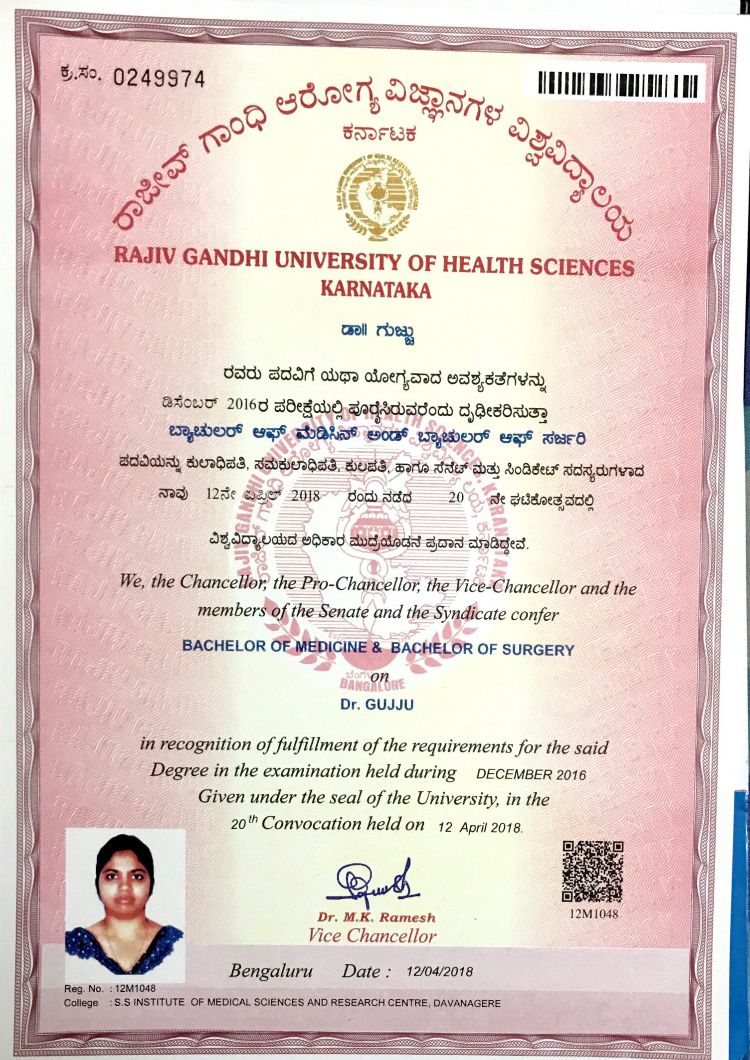 ಕ್ರ.ಸಂ. 0249974
ರಾಜೀವ್ ಗಾಂಧಿ ಆರೋಗ್ಯ ವಿಜ್ಞಾನಗಳ ವಿಶ್ವವಿದ್ಯಾಲಯ
ಕರ್ನಾಟಕ
RAJIV GANDHI UNIVERSITY OF HEALTH SCIENCES
KARNATAKA
ಡಾ|| ಗುಜ್ಜು
ರವರು ಪದವಿಗೆ ಯಥಾ ಯೋಗ್ಯವಾದ ಅವಶ್ಯಕತೆಗಳನ್ನು
ಡಿಸೆಂಬರ್ 2016ರ ಪರೀಕ್ಷೆಯಲ್ಲಿ ಪೂರೈಸಿರುವರೆಂದು ದೃಢೀಕರಿಸುತ್ತಾ
ಬ್ಯಾಚುಲರ್ ಆಫ್ ಮೆಡಿಸಿನ್ ಅಂಡ್ ಬ್ಯಾಚುಲರ್ ಆಫ್ ಸರ್ಜರಿ
ಪದವಿಯನ್ನು ಕುಲಾಧಿಪತಿ, ಸಮಕುಲಾಧಿಪತಿ, ಕುಲಪತಿ, ಹಾಗೂ ಸೆನೆಟ್ ಮತ್ತು ಸಿಂಡಿಕೇಟ್ ಸದಸ್ಯರುಗಳಾದ
ನಾವು 12ನೇ ಏಪ್ರಿಲ್ 2018 ರಂದು ನಡೆದ 20 ನೇ ಘಟಿಕೋತ್ಸವದಲ್ಲಿ
ವಿಶ್ವವಿದ್ಯಾಲಯದ ಅಧಿಕಾರ ಮುದ್ರೆಯೊಡನೆ ಪ್ರದಾನ ಮಾಡಿದ್ದೇವೆ.
We, the Chancellor, the Pro-Chancellor, the Vice-Chancellor and the
members of the Senate and the Syndicate confer
BACHELOR OF MEDICINE & BACHELOR OF SURGERY
on
BANGALORE
Dr. GUJJU
in recognition of fulfillment of the requirements for the said
Degree in the examination held during DECEMBER 2016
Given under the seal of the University, in the
20th Convocation held on 12 April 2018.
12M1048
Dr. M.K. Ramesh
Vice Chancellor
Bengaluru Date : 12/04/2018
Reg. No. : 12M1048
College : S.S INSTITUTE OF MEDICAL SCIENCES AND RESEARCH CENTRE, DAVANAGERE